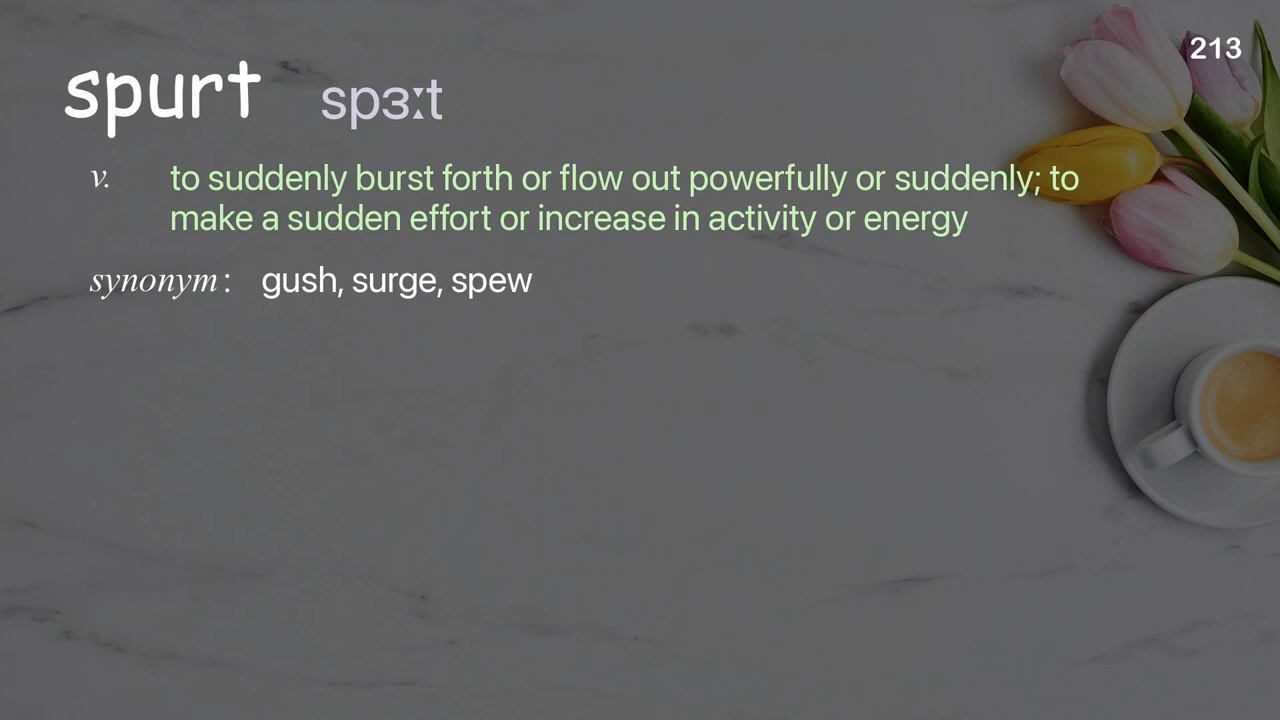 213
spurt spɜːt
v. to suddenly burst forth or flow out powerfully or suddenly; to
make a sudden effort or increase in activity or energy
synonym: gush, surge, spew